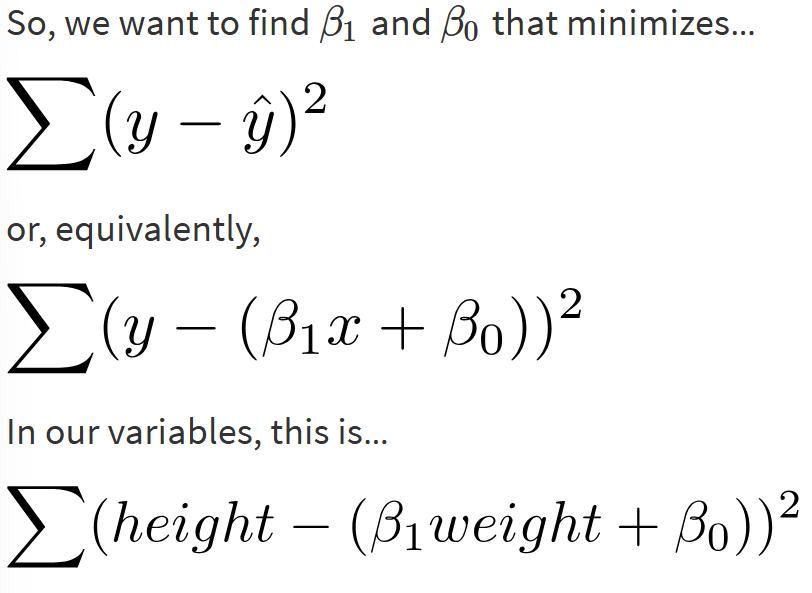 So, we want to find β₁ and β₀ that minimizes...
∑(y − ŷ)²
or, equivalently,
∑(y − (β₁x + β₀))²
In our variables, this is...
∑(height − (β₁weight + β₀))²